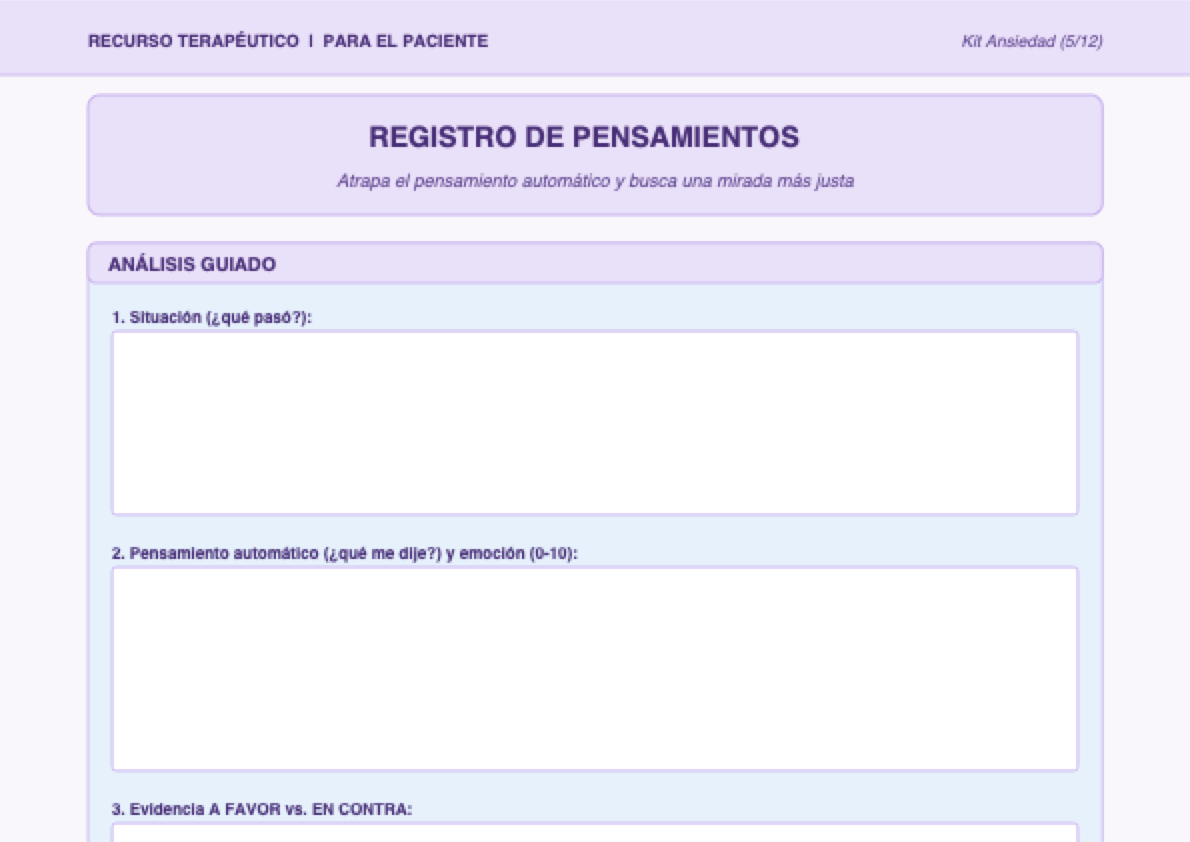 RECURSO TERAPÉUTICO | PARA EL PACIENTE
Kit Ansiedad (5/12)
REGISTRO DE PENSAMIENTOS
Atrapa el pensamiento automático y busca una mirada más justa
ANÁLISIS GUIADO
1. Situación (¿qué pasó?):
2. Pensamiento automático (¿qué me dije?) y emoción (0-10):
3. Evidencia A FAVOR vs. EN CONTRA: